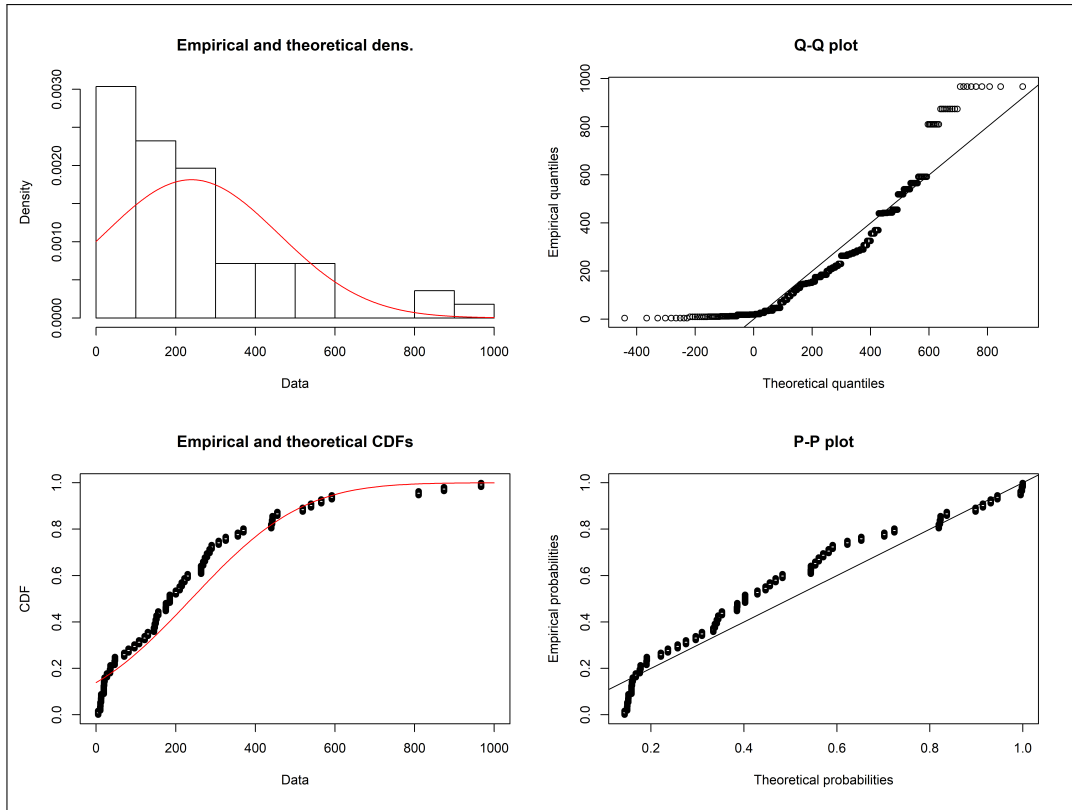 Empirical and theoretical dens.
Density
0.0000 0.0010 0.0020 0.0030
0 200 400 600 800 1000
Data
Q-Q plot
Empirical quantiles
0 200 400 600 800 1000
-400 -200 0 200 400 600 800
Theoretical quantiles
Empirical and theoretical CDFs
CDF
0.0 0.2 0.4 0.6 0.8 1.0
0 200 400 600 800 1000
Data
P-P plot
Empirical probabilities
0.0 0.2 0.4 0.6 0.8 1.0
0.2 0.4 0.6 0.8 1.0
Theoretical probabilities